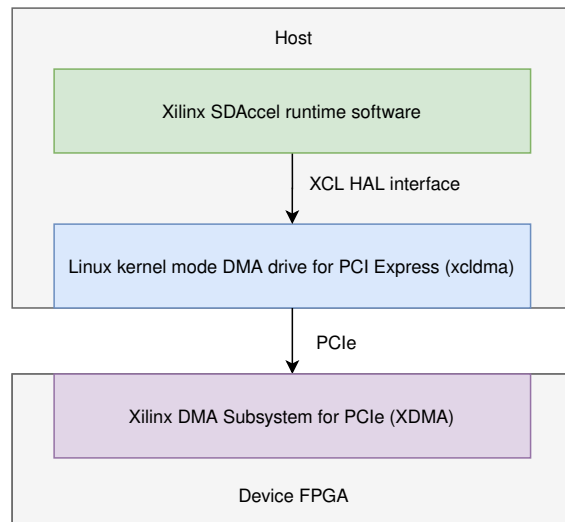 Host
Xilinx SDAccel runtime software
XCL HAL interface
Linux kernel mode DMA drive for PCI Express (xcldma)
PCIe
Xilinx DMA Subsystem for PCIe (XDMA)
Device FPGA